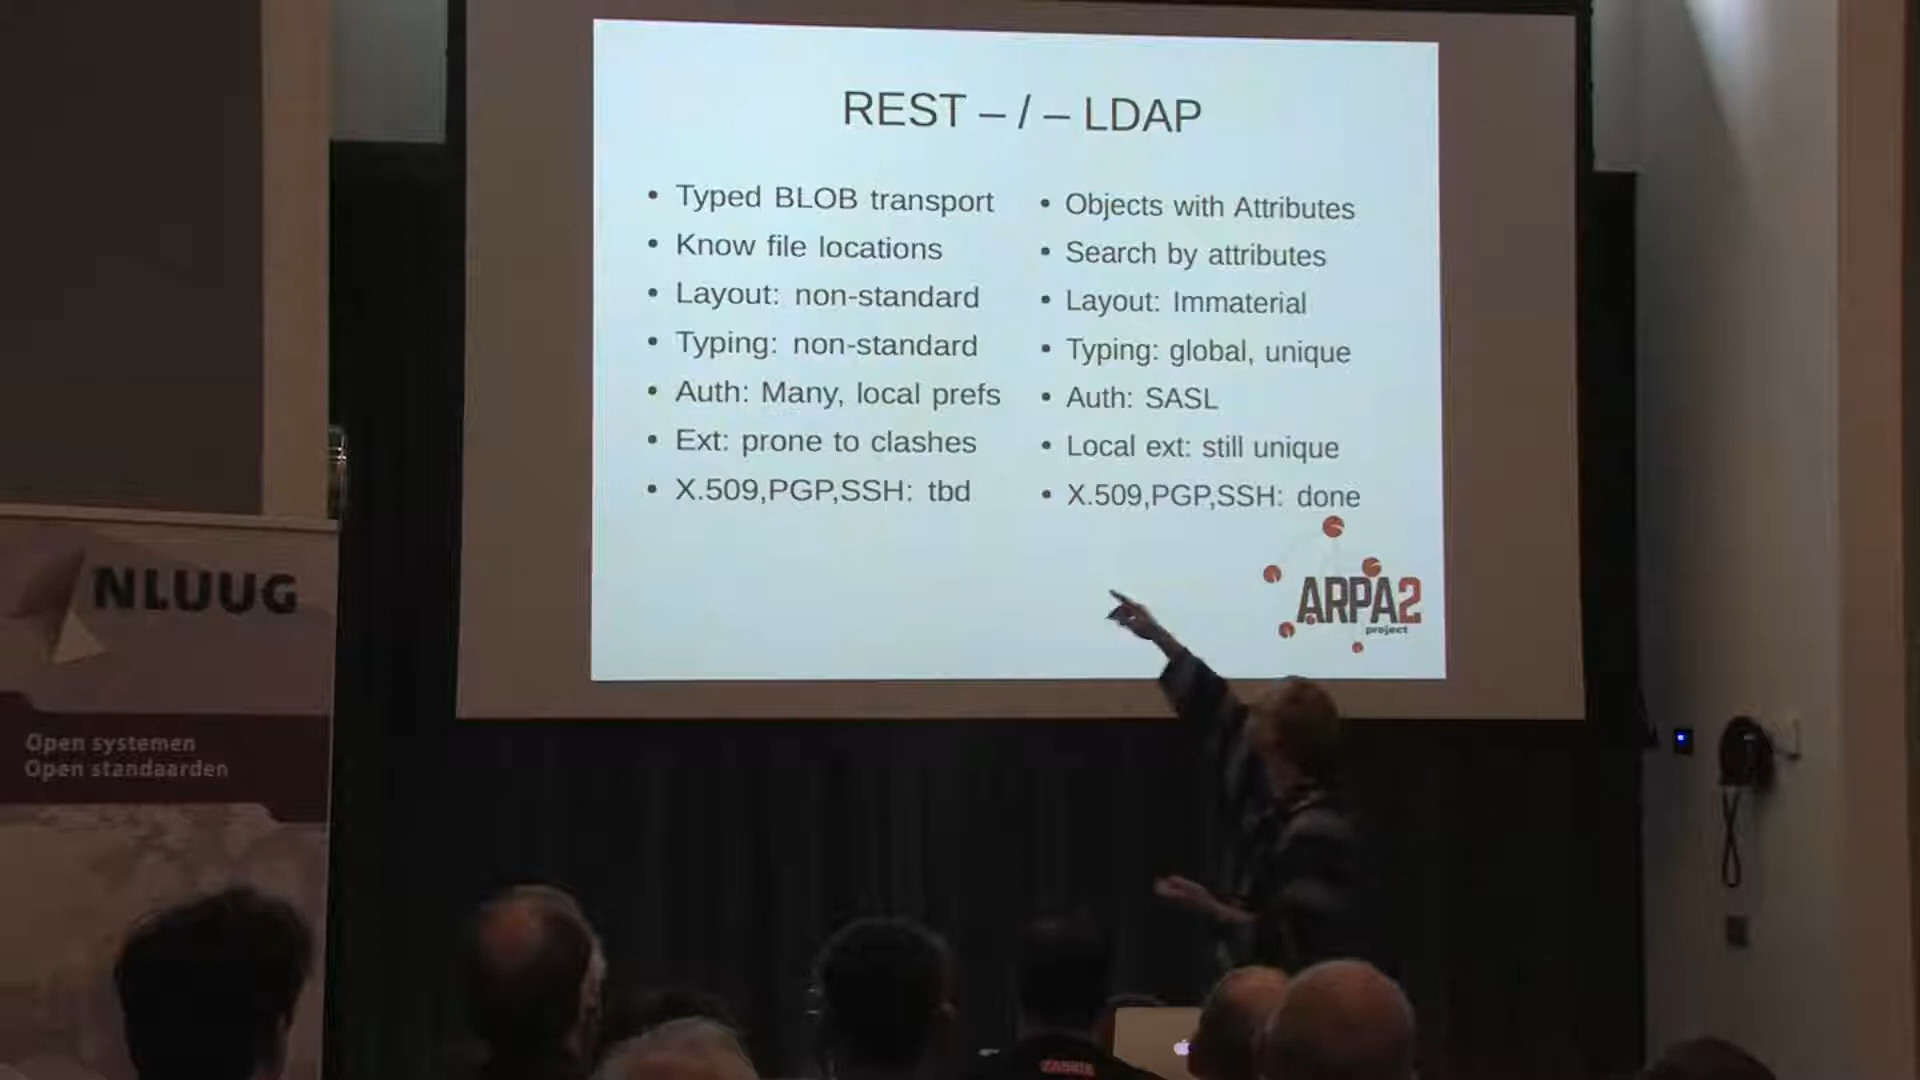 REST – / – LDAP
• Typed BLOB transport
• Know file locations
• Layout: non-standard
• Typing: non-standard
• Auth: Many, local prefs
• Ext: prone to clashes
• X.509,PGP,SSH: tbd
• Objects with Attributes
• Search by attributes
• Layout: Immaterial
• Typing: global, unique
• Auth: SASL
• Local ext: still unique
• X.509,PGP,SSH: done
ARPA2
project
NLUUG
Open systemen
Open standaarden